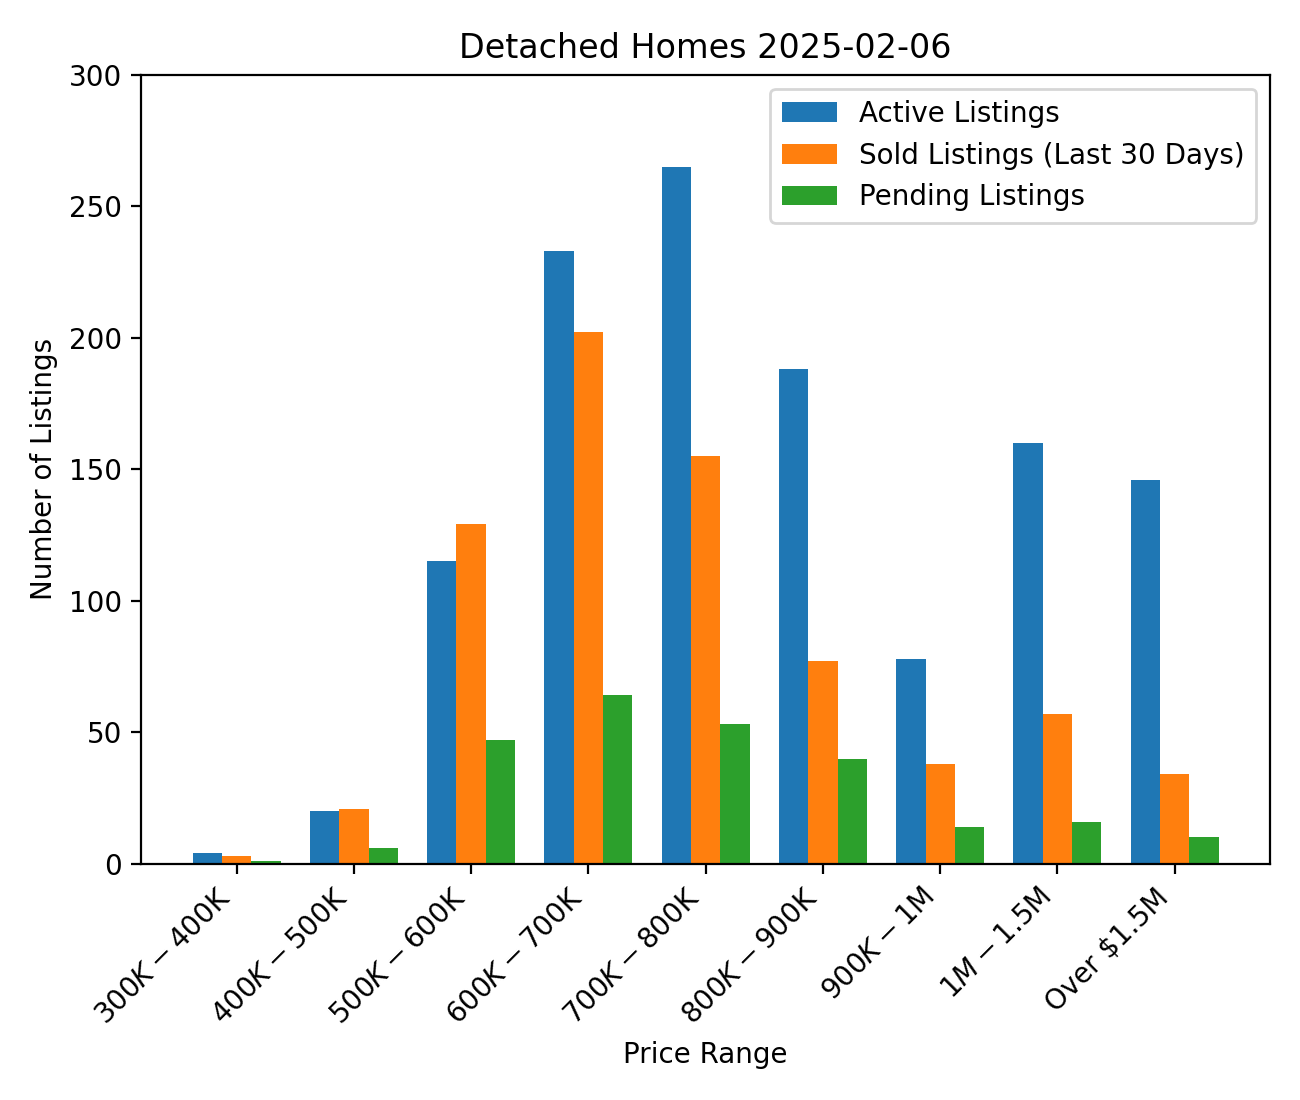 Detached Homes 2025-02-06
300
250
200
150
100
50
0
Number of Listings
Active Listings
Sold Listings (Last 30 Days)
Pending Listings
300K − 400K
400K − 500K
500K − 600K
600K − 700K
700K − 800K
800K − 900K
900K − 1M
1M − 1.5M
Over $1.5M
Price Range